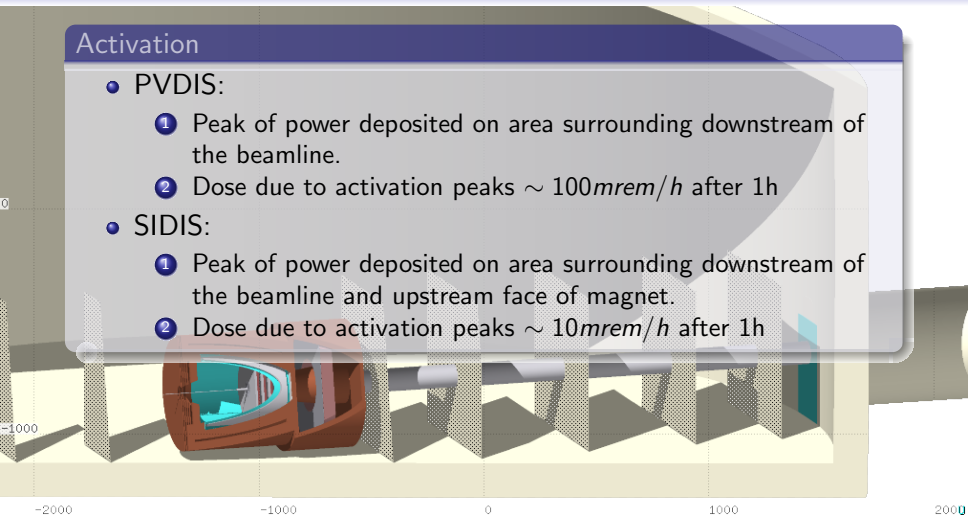 Activation
PVDIS:
1 Peak of power deposited on area surrounding downstream of
the beamline.
2 Dose due to activation peaks ∼ 100mrem/h after 1h
SIDIS:
1 Peak of power deposited on area surrounding downstream of
the beamline and upstream face of magnet.
2 Dose due to activation peaks ∼ 10mrem/h after 1h
0
-1000
-2000 -1000 0 1000 2000